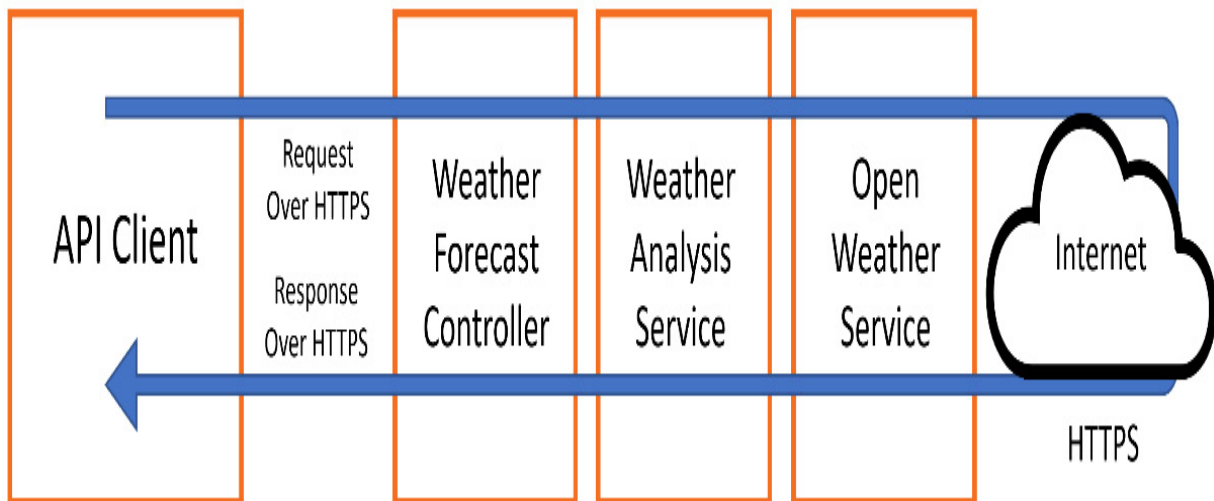 API Client
Request
Over HTTPS
Response
Over HTTPS
Weather
Forecast
Controller
Weather
Analysis
Service
Open
Weather
Service
Internet
HTTPS